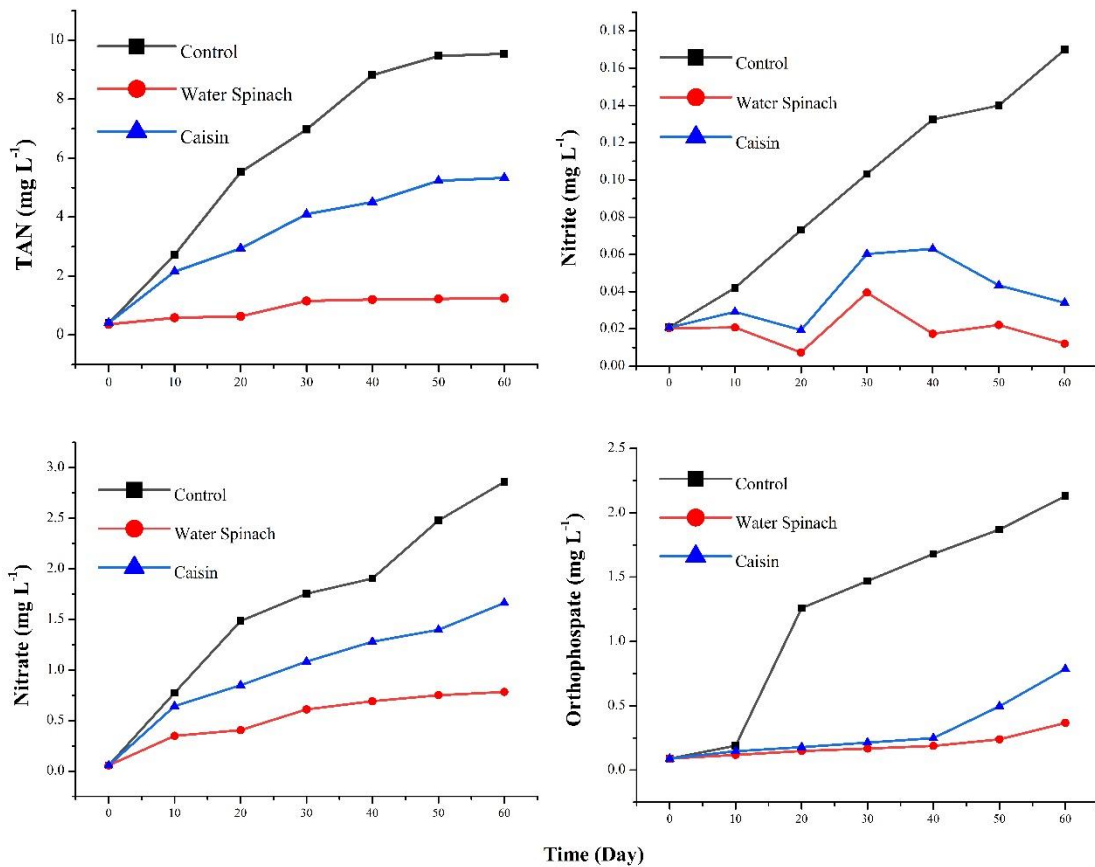 TAN (mg L⁻¹)
10
8
6
4
2
0
Control
Water Spinach
Caisin
0 10 20 30 40 50 60
Nitrite (mg L⁻¹)
0.18
0.16
0.14
0.12
0.10
0.08
0.06
0.04
0.02
0.00
Control
Water Spinach
Caisin
0 10 20 30 40 50 60
Nitrate (mg L⁻¹)
3.0
2.5
2.0
1.5
1.0
0.5
0.0
Control
Water Spinach
Caisin
0 10 20 30 40 50 60
Orthophospate (mg L⁻¹)
2.5
2.0
1.5
1.0
0.5
0.0
Control
Water Spinach
Caisin
0 10 20 30 40 50 60
Time (Day)